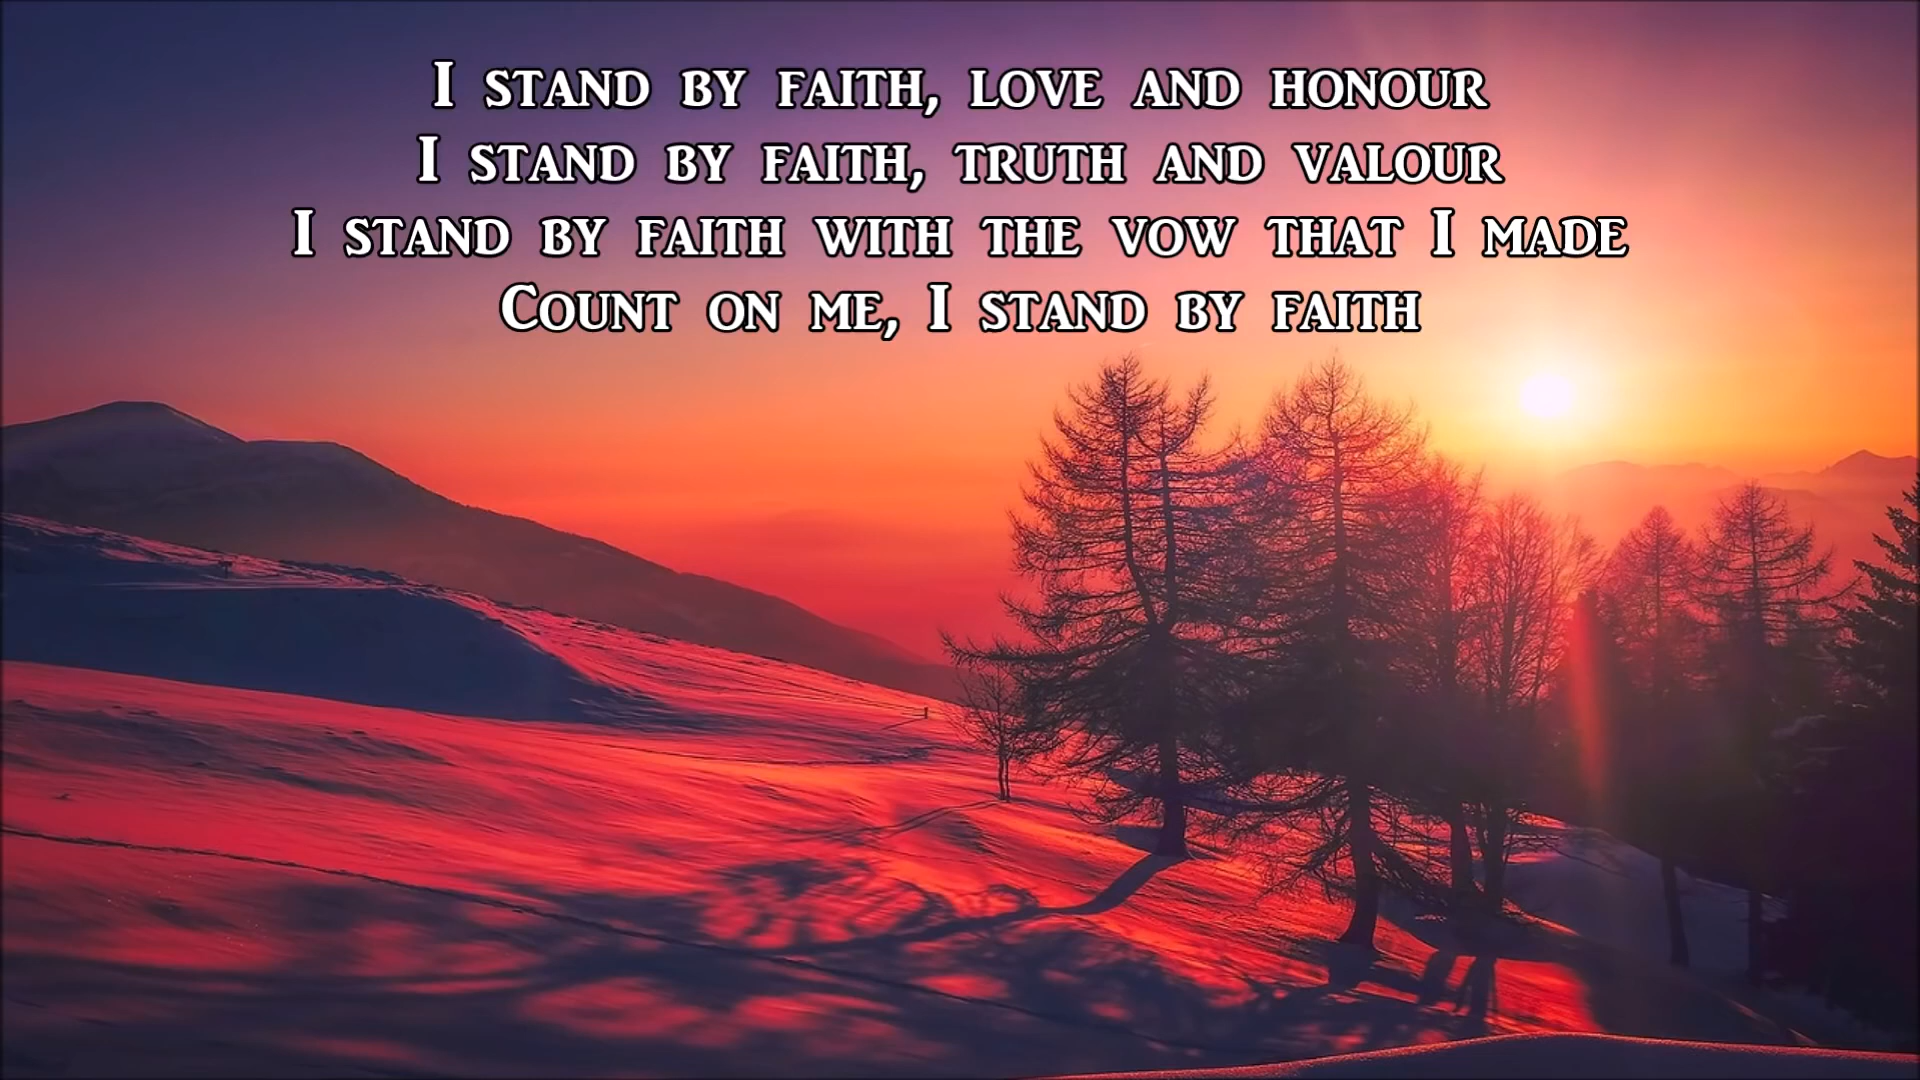 I stand by faith, love and honour
I stand by faith, truth and valour
I stand by faith with the vow that I made
Count on me, I stand by faith